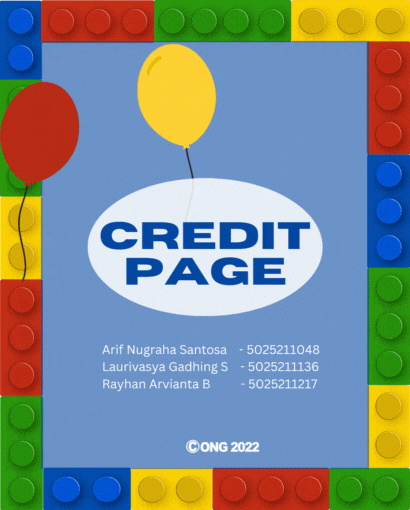 CREDIT
PAGE
Arif Nugraha Santosa - 5025211048
Laurivasya Gadhing S - 5025211136
Rayhan Arvianta B - 5025211217
©ONG 2022